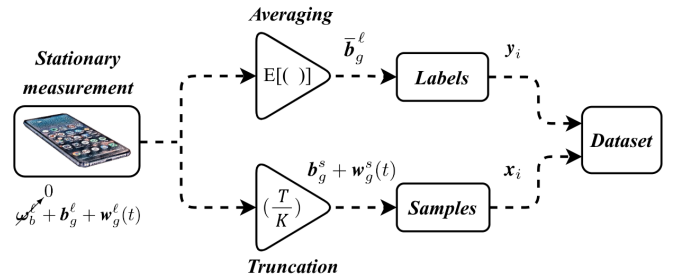 Averaging
Stationary
measurement
E[( )]
b̄_g^ℓ
Labels
y_i
Dataset
0
ω_b^ℓ + b_g^ℓ + w_g^ℓ(t)
(T/K)
b_g^s + w_g^s(t)
Samples
x_i
Truncation